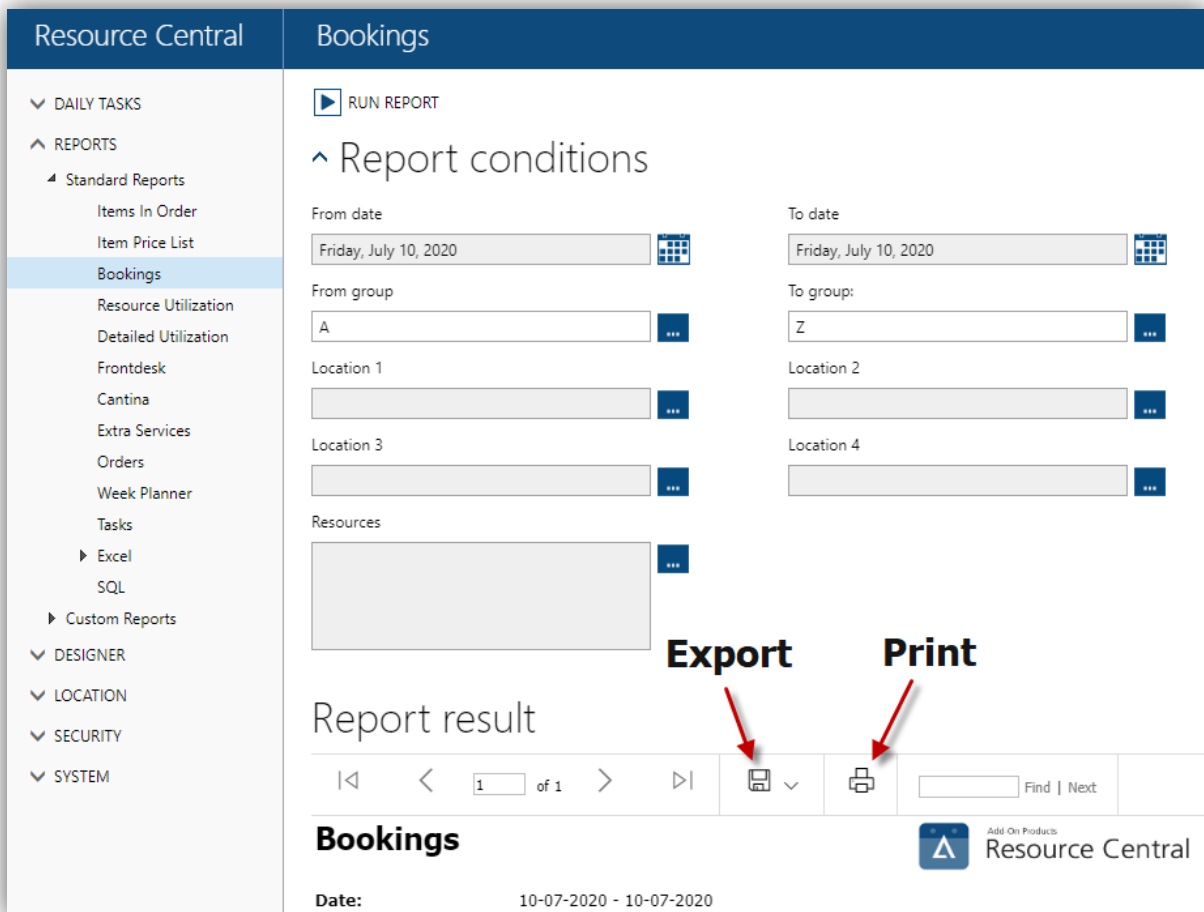 Resource Central
Bookings
DAILY TASKS
REPORTS
Standard Reports
Items In Order
Item Price List
Bookings
Resource Utilization
Detailed Utilization
Frontdesk
Cantina
Extra Services
Orders
Week Planner
Tasks
Excel
SQL
Custom Reports
DESIGNER
LOCATION
SECURITY
SYSTEM
RUN REPORT
Report conditions
From date
To date
Friday, July 10, 2020
Friday, July 10, 2020
From group
To group:
A
...
Z
...
Location 1
Location 2
...
...
Location 3
Location 4
...
...
Resources
...
Export
Print
Report result
1 of 1
Find | Next
Bookings
Add-On Products
Resource Central
Date: 10-07-2020 - 10-07-2020